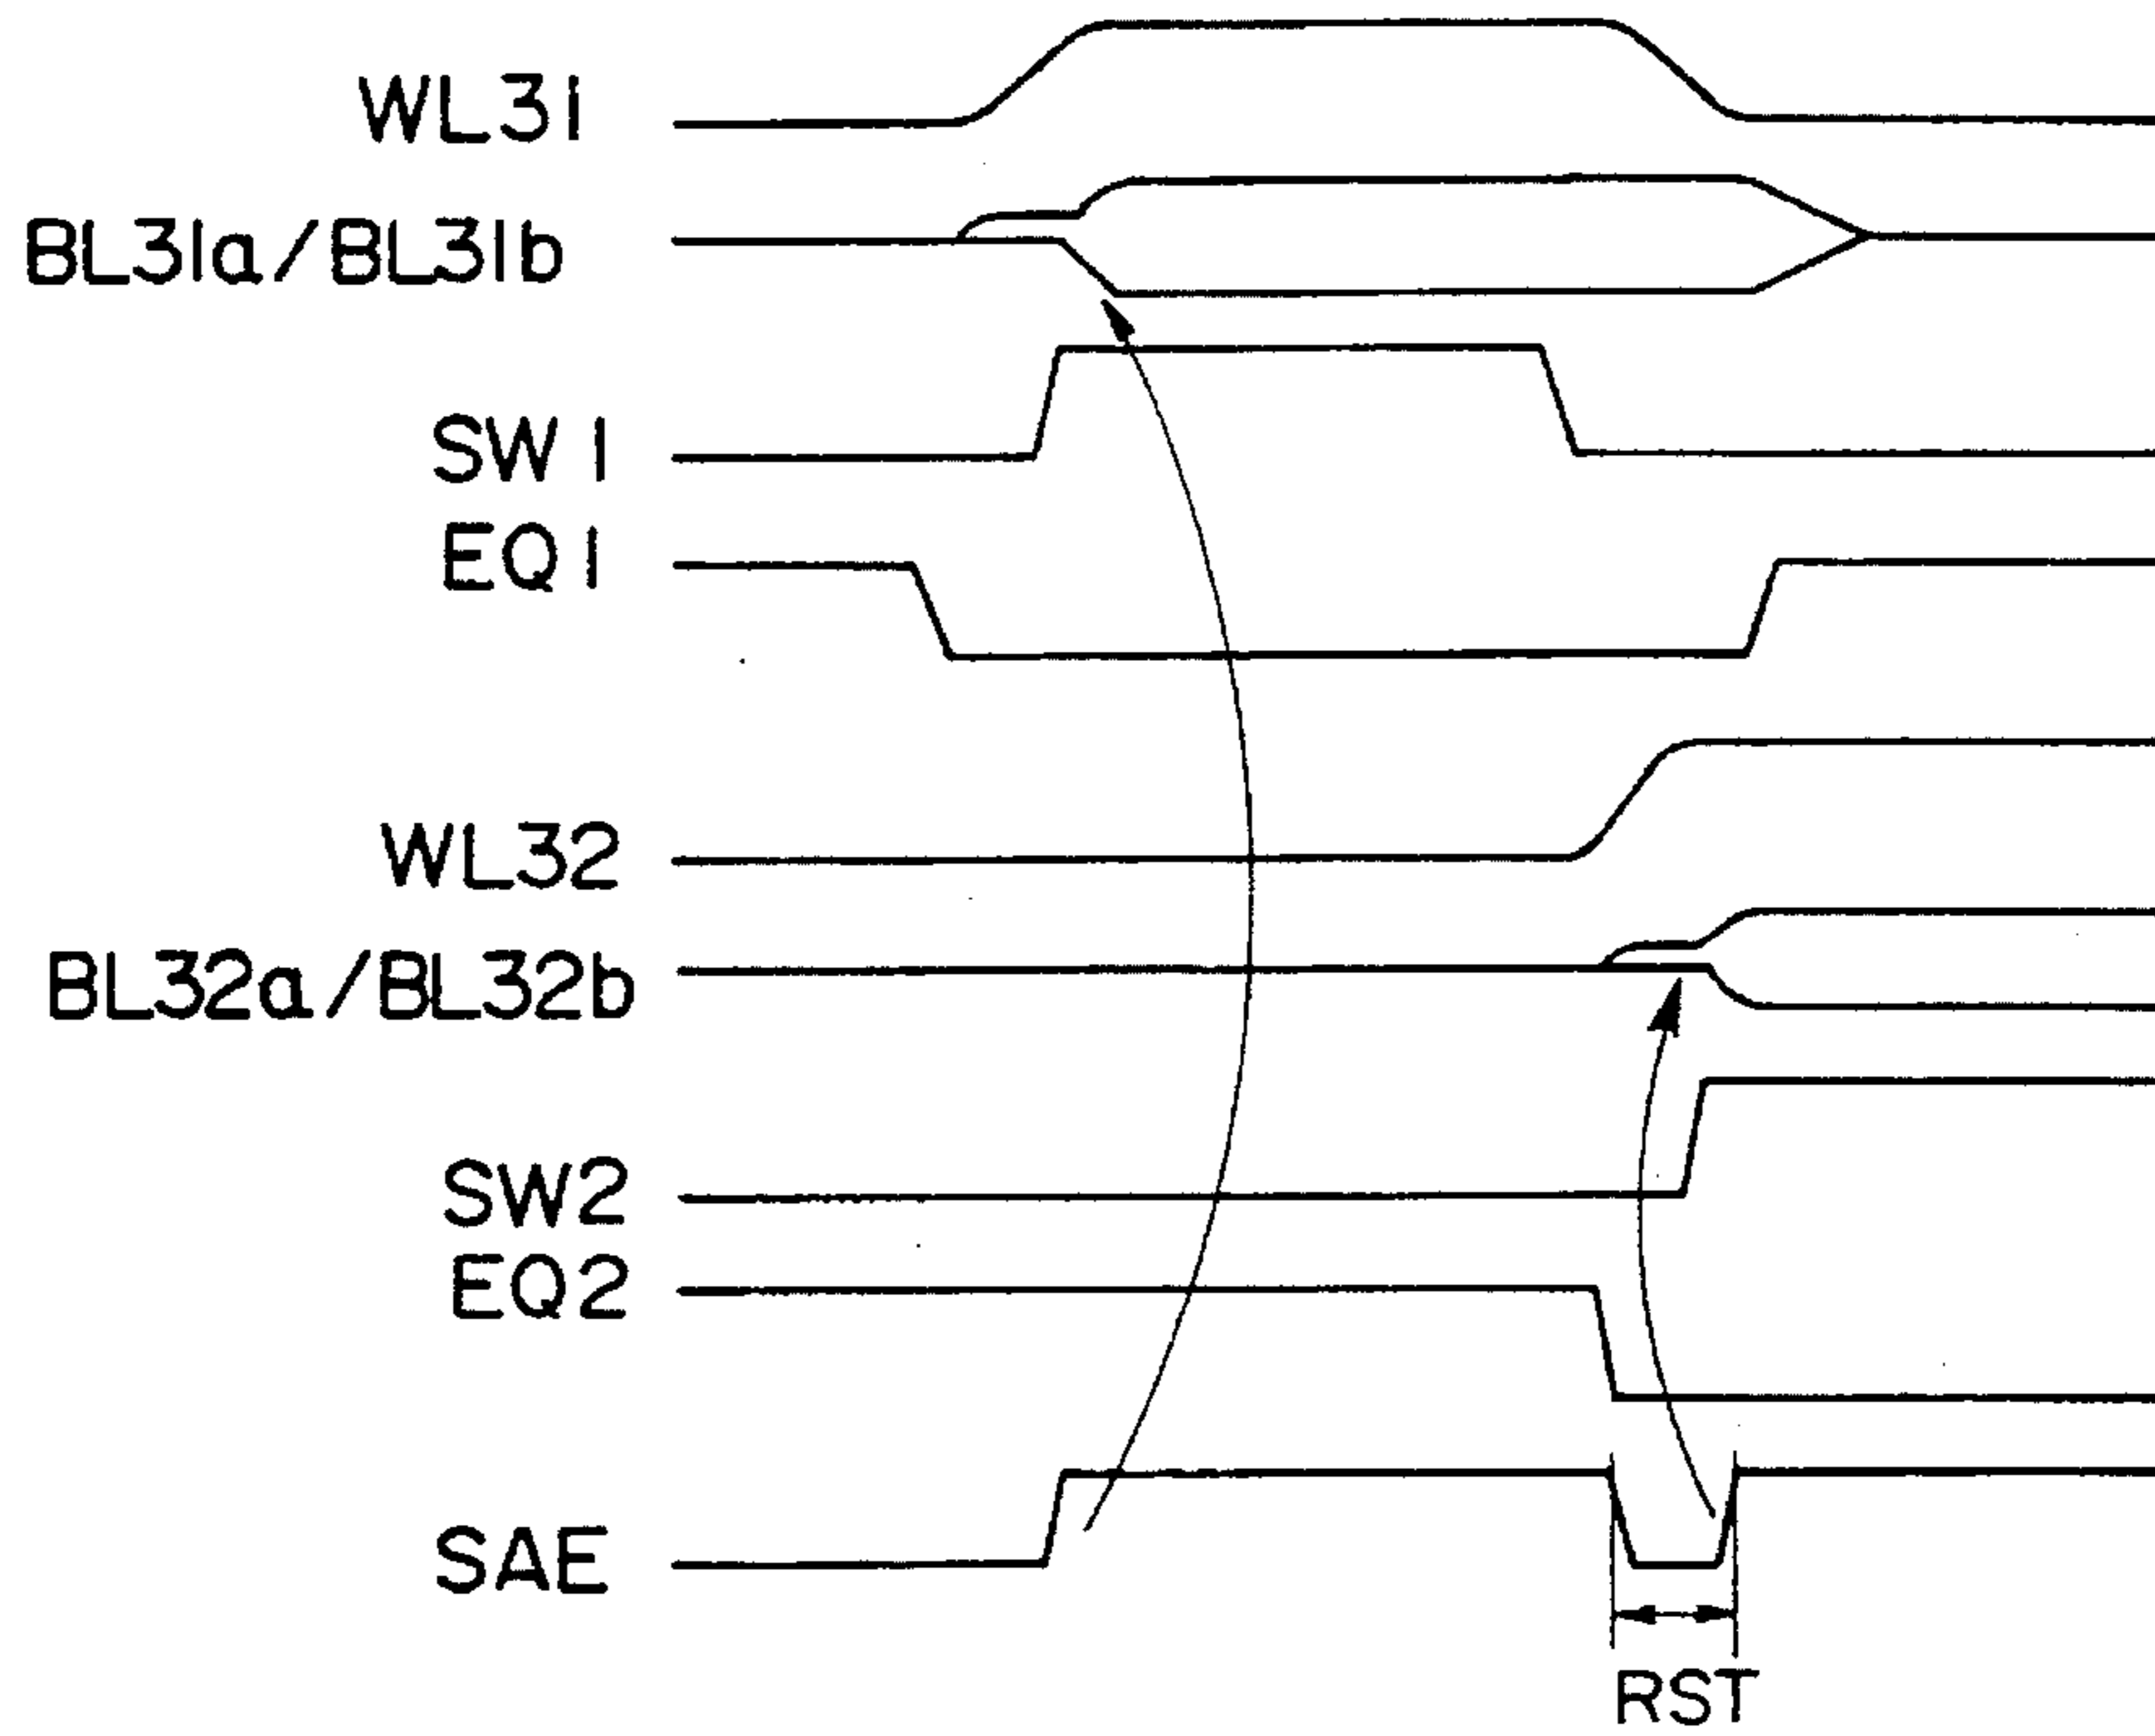 WL31
BL31a/BL31b
SW1
EQ1
WL32
BL32a/BL32b
SW2
EQ2
SAE
RST